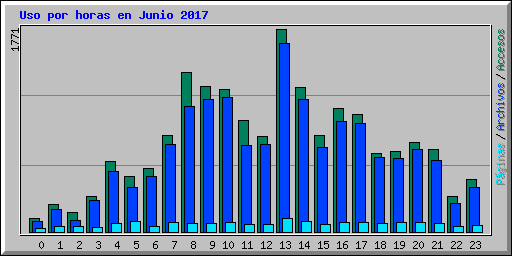 Uso por horas en Junio 2017
1771
Páginas / Archivos / Accesos
0 1 2 3 4 5 6 7 8 9 10 11 12 13 14 15 16 17 18 19 20 21 22 23